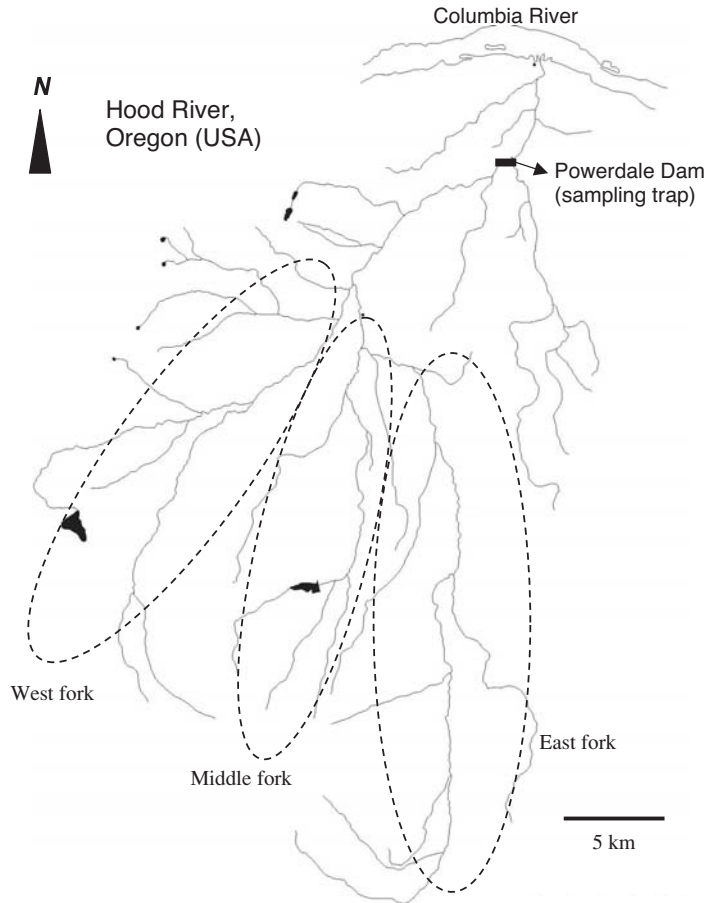 Columbia River
N
Hood River,
Oregon (USA)
Powerdale Dam
(sampling trap)
West fork
Middle fork
East fork
5 km